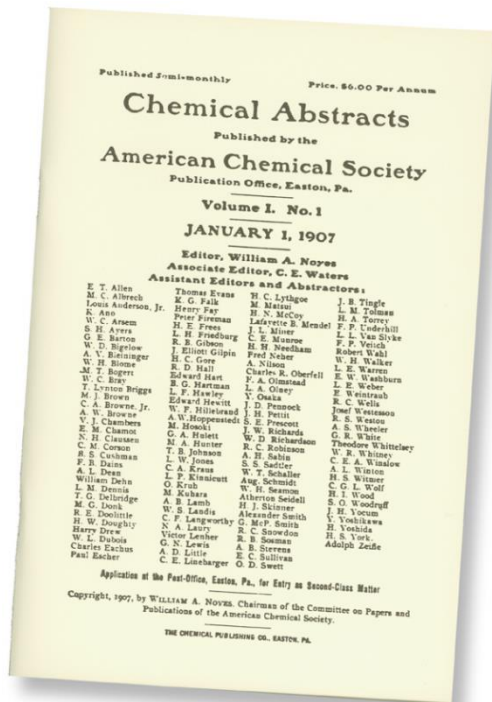 Published Semi-monthly
Price, $6.00 Per Annum
Chemical Abstracts
Published by the
American Chemical Society
Publication Office, Easton, Pa.
Volume I. No. 1
JANUARY 1, 1907
Editor, William A. Noyes
Associate Editor, C. E. Waters
Assistant Editors and Abstractors:
E. T. Allen
M. C. Albrech
Louis Anderson, Jr.
K. Ano
W. C. Arsem
S. H. Ayers
G. E. Barton
W. D. Bigelow
A. V. Bleininger
W. H. Blome
M. T. Bogert
W. C. Bray
T. Lynton Briggs
M. J. Brown
C. A. Browne, Jr.
A. W. Browne
V. J. Chambers
E. M. Chamot
N. H. Claussen
C. M. Corson
S. S. Cushman
F. B. Dains
A. L. Dean
William Dehn
L. M. Dennis
T. G. Delbridge
M. G. Donk
R. E. Doolittle
H. W. Doughty
Harry Drew
W. L. Dubois
Charles
Paul Escher
Thomas Evans
K. G. Falk
Henry Fay
Prier Fireman
H. E. Frees
L. H. Friedburg
R. B. Gibson
J. Elliott Gilpin
H. C. Gore
R. D. Hall
Edward Hart
B. G. Hartman
L. F. Hawley
Edward Hewitt
W. F. Hillebrand
A. W. Hoppenstedt
M. Hosoki
G. A. Hulett
M. A. Hunter
T. B. Johnson
L. W. Jones
C. A. Kraus
L. P. Kinnicutt
O. Kruh
M. Kuhara
A. B. Lamb
W. S. Landis
C. F. Langworthy
N. A. Laury
Victor Lenher
G. N. Lewis
A. D. Little
C. E. Linebarger
H. C. Lythgoe
M. Matsui
H. N. McCoy
Lafayette B. Mendel
J. L. Miner
C. E. Munroe
H. H. Needham
Fred Neher
A. Nilson
Charles R. Oberfell
F. A. Olmstead
L. A. Olney
Y. Osaka
J. D. Pennock
J. H. Pettit
S. E. Prescott
J. W. Richards
W. D. Richardson
R. C. Robinson
A. H. Sabin
S. S. Sadtler
W. T. Schaller
Aug. Schmidt
W. H. Seamon
Atherton Seidell
H. J. Skinner
Alexander Smith
G. McP. Smith
R. C. Snowdon
R. B. Sosman
A. B. Stevens
E. C. Sullivan
O. D. Swett
J. B. Tingle
L. M. Tolman
H. A. Torrey
F. P. Underhill
L. L. Van Slyke
F. P. Veitch
Robert Wahl
W. H. Walker
L. E. Warren
E. W. Washburn
L. E. Weber
E. Weintraub
R. C. Wells
Josef Westesson
R. S. Weston
A. S. Wheeler
G. R. White
Theodore Whittelsey
W. R. Whitney
C. E. A. Winslow
A. L. Winton
H. S. Witmer
C. G. L. Wolf
H. I. Wood
S. O. Woodruff
J. H. Yocum
Y. Yoshikawa
H. Yoshida
H. S. York.
Adolph
Application at the Post-Office, Easton, Pa., for Entry as Second-Class Matter
Copyright, 1907, by WILLIAM A. NOYES, Chairman of the Committee on Papers and
Publications of the American Chemical Society.
THE CHEMICAL PUBLISHING CO., EASTON, PA.